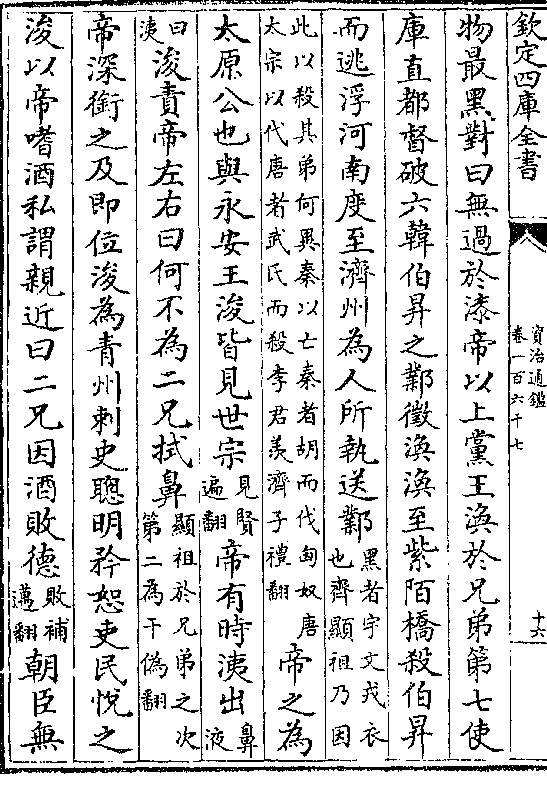 欽定四庫全書
資治通鑑
卷一百六十七
十六
物最黑對曰無過於漆帝以上黨王渙於兄弟第七使
庫直都督破六韓伯昇之鄴徵渙渙至紫陌橋殺伯昇
而逃浮河南度至濟州為人所執送鄴黑者宇文戎衣也齊顯祖乃因
此以殺其弟何異秦以亡秦者胡而伐匈奴唐太宗以代唐者武氏而殺李君羨濟子禮翻帝之為
太原公也與永安王浚皆見世宗見賢遍翻帝有時洟出鼻液
曰洟浚責帝左右曰何不為二兄拭鼻顯祖於兄弟之次第二為于偽翻
帝深銜之及即位浚為青州刺史聰明矜恕吏民悅之
浚以帝嗜酒私謂親近曰二兄因酒敗德敗補邁翻朝臣無